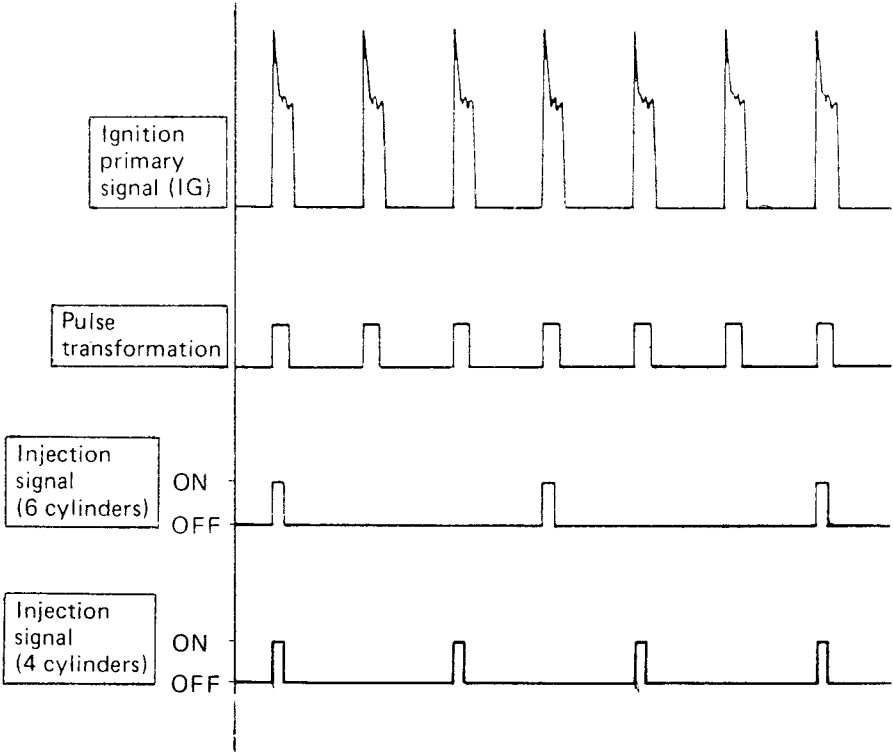 Ignition
primary
signal (IG)
Pulse
transformation
Injection
signal
(6 cylinders)
ON
OFF
Injection
signal
(4 cylinders)
ON
OFF